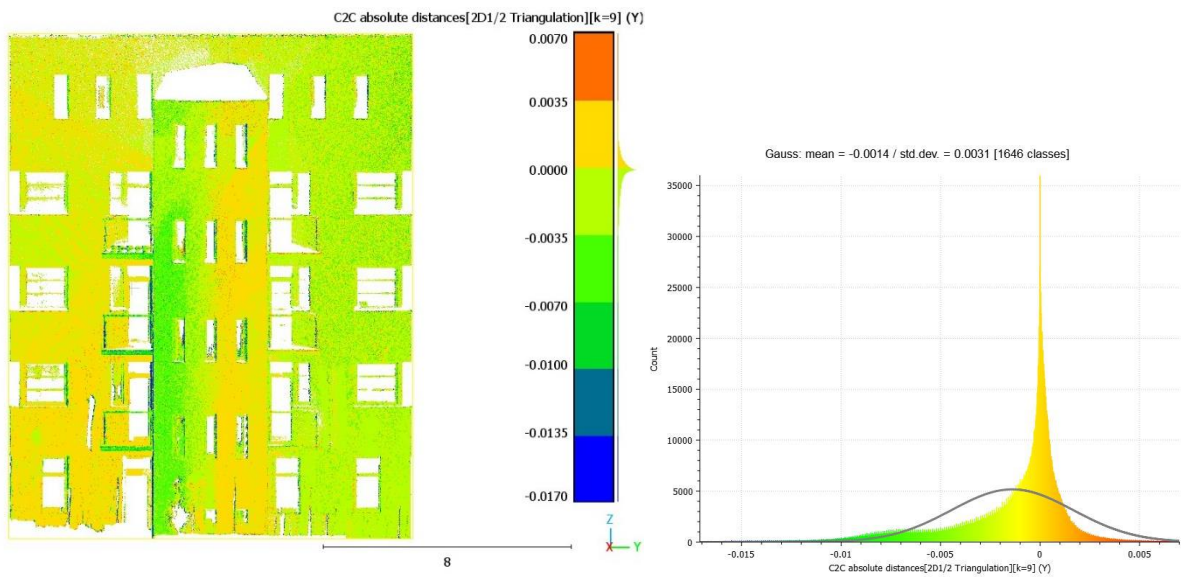 C2C absolute distances[2D1/2 Triangulation][k=9] (Y)
0.0070
0.0035
0.0000
-0.0035
-0.0070
-0.0100
-0.0135
-0.0170
Z
X Y
8
Gauss: mean = -0.0014 / std.dev. = 0.0031 [1646 classes]
35000
30000
25000
20000
15000
10000
5000
0
Count
-0.015 -0.01 -0.005 0 0.005
C2C absolute distances[2D1/2 Triangulation][k=9] (Y)